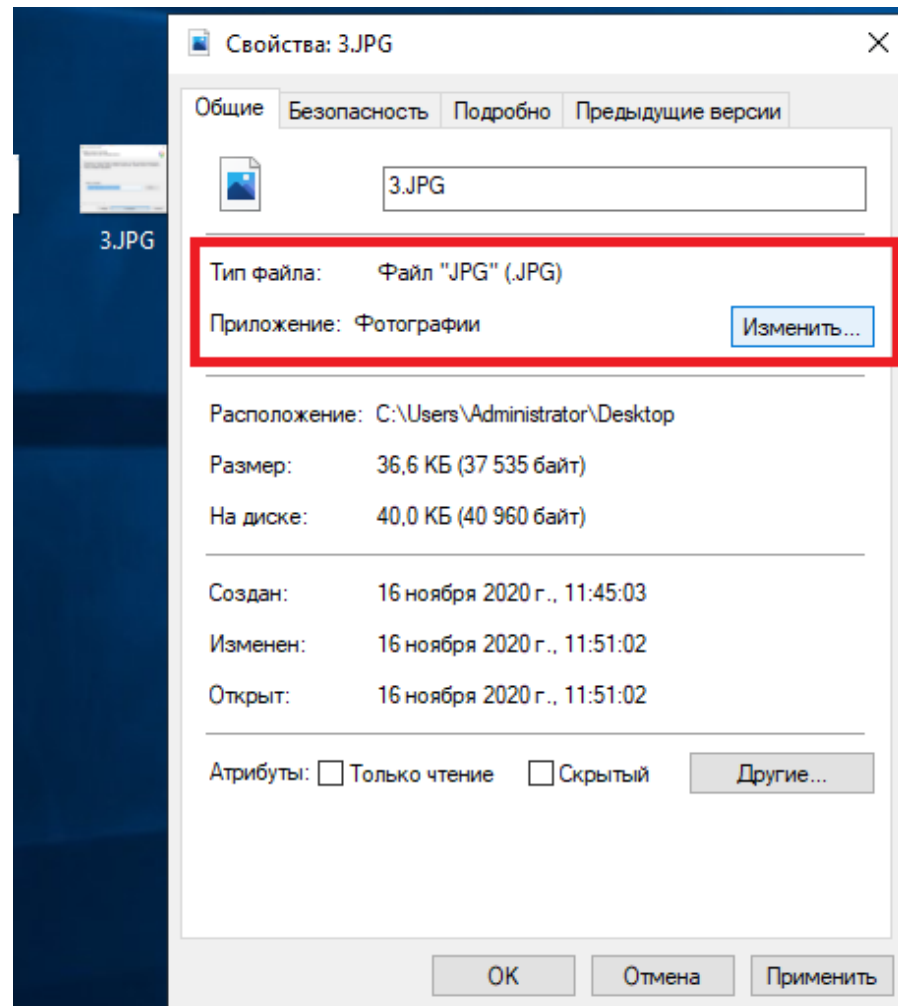 Свойства: 3.JPG
Общие Безопасность Подробно Предыдущие версии
3.JPG
3.JPG
Тип файла: Файл "JPG" (.JPG)
Приложение: Фотографии Изменить...
Расположение: C:\Users\Administrator\Desktop
Размер: 36,6 КБ (37 535 байт)
На диске: 40,0 КБ (40 960 байт)
Создан: 16 ноября 2020 г., 11:45:03
Изменен: 16 ноября 2020 г., 11:51:02
Открыт: 16 ноября 2020 г., 11:51:02
Атрибуты: Только чтение Скрытый Другие...
OK Отмена Применить